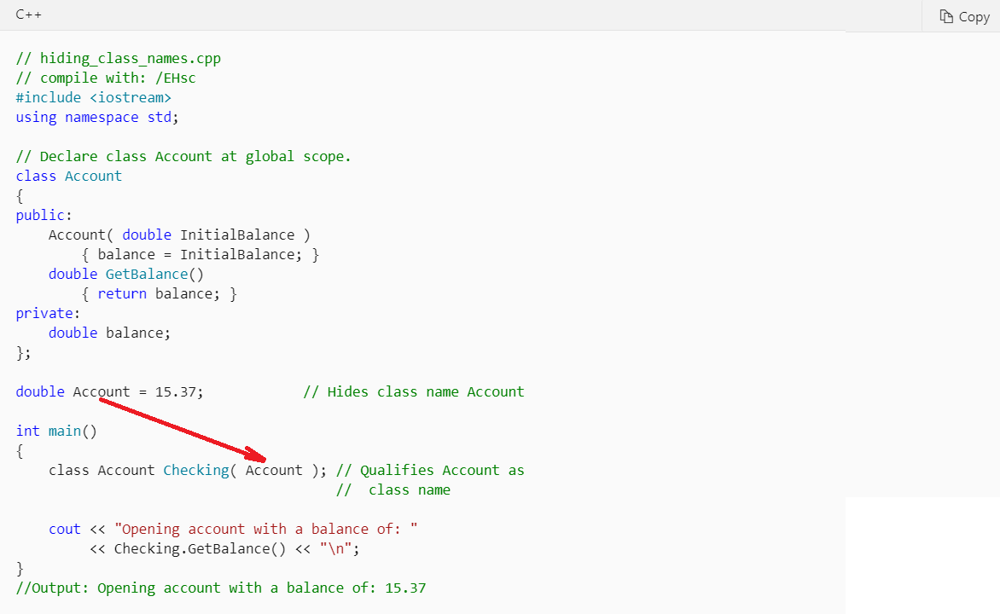 C++
Copy
// hiding_class_names.cpp
// compile with: /EHsc
#include <iostream>
using namespace std;
// Declare class Account at global scope.
class Account
{
public:
    Account( double InitialBalance )
        { balance = InitialBalance; }
    double GetBalance()
        { return balance; }
private:
    double balance;
};
double Account = 15.37;            // Hides class name Account
int main()
{
    class Account Checking( Account ); // Qualifies Account as
                                       //  class name
    cout << "Opening account with a balance of: "
         << Checking.GetBalance() << "\n";
}
//Output: Opening account with a balance of: 15.37